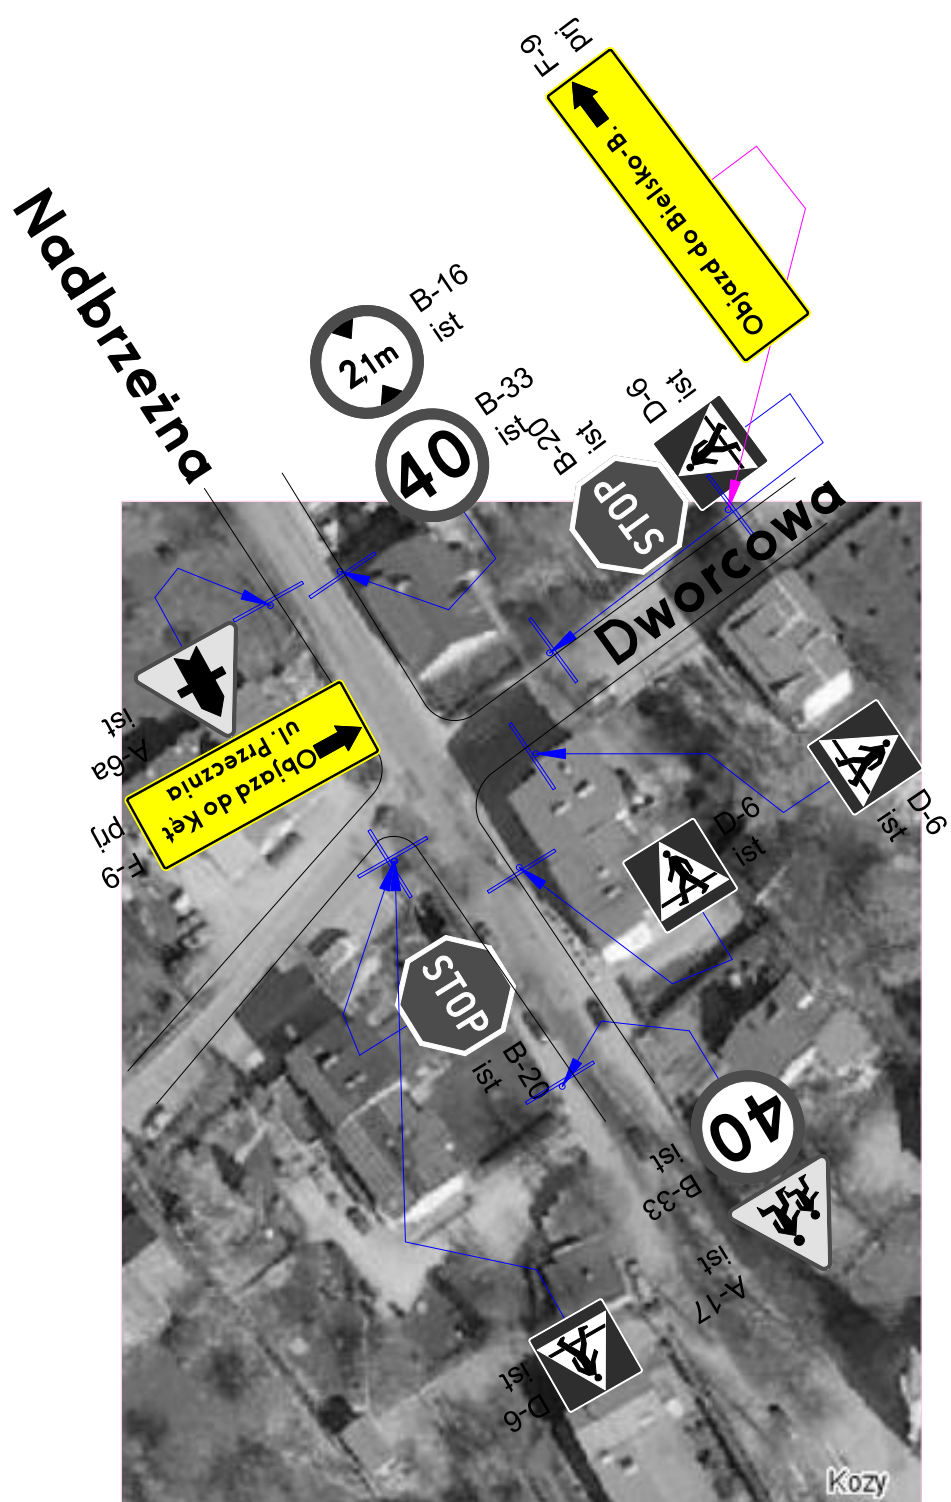 F-9
prj
Objazd do Bielsko-B.
Nadbrzeżna
B-16
ist
2,1m
B-33
ist
40
B-20
ist
STOP
D-6
ist
Dworcowa
A-6a
ist
Objazd do Kęt
ul. Przecznia
F-9
prj
D-6
ist
D-6
ist
STOP
B-20
ist
40
B-33
ist
A-17
ist
D-6
ist
Kozy